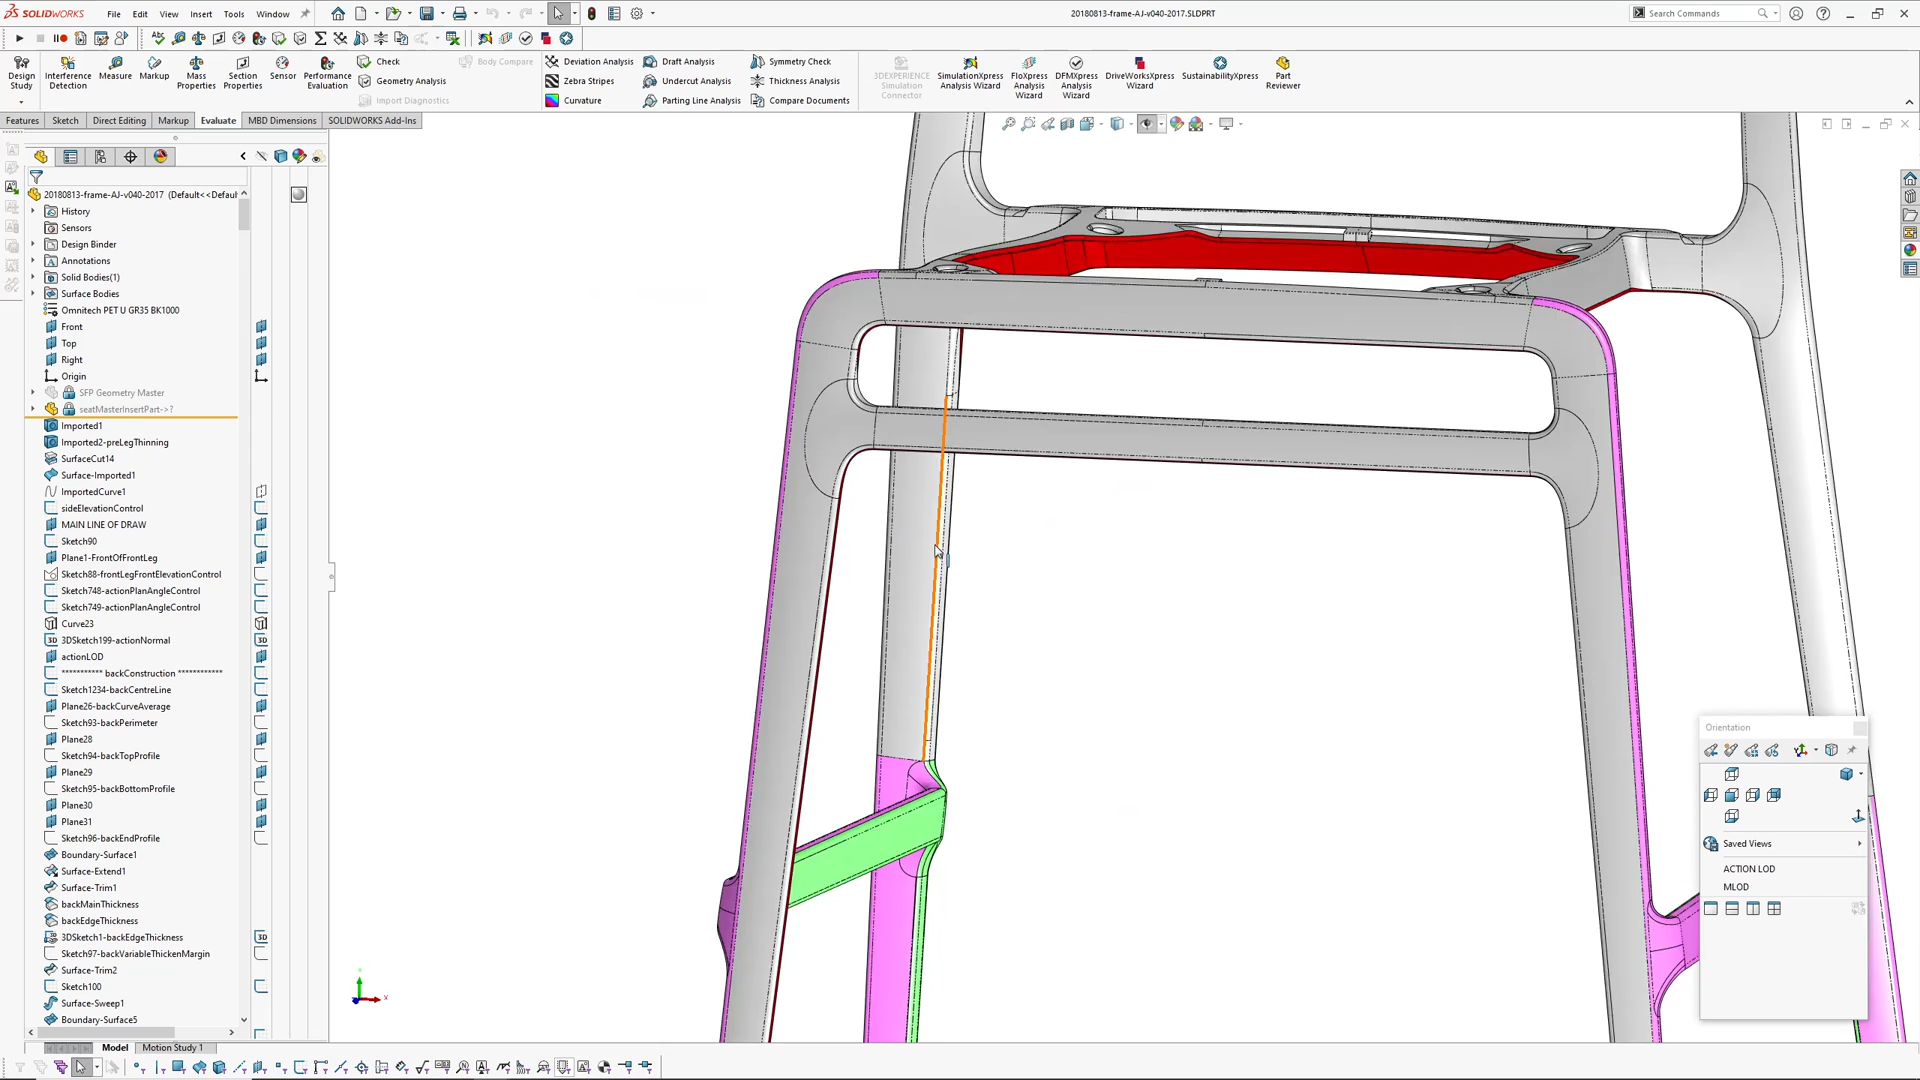 SOLIDWORKS File Edit View Insert Tools Window 20180813-frame-AJ-v040-2017.SLDPRT Search Commands
Design Study
Interference Detection
Measure
Markup
Mass Properties
Section Properties
Sensor
Performance Evaluation
Check
Geometry Analysis
Import Diagnostics
Body Compare
Deviation Analysis
Zebra Stripes
Curvature
Draft Analysis
Undercut Analysis
Parting Line Analysis
Symmetry Check
Thickness Analysis
Compare Documents
3DEXPERIENCE Simulation Connector
SimulationXpress Analysis Wizard
FloXpress Analysis Wizard
DFMXpress Analysis Wizard
DriveWorksXpress Wizard
SustainabilityXpress
Part Reviewer
Features Sketch Direct Editing Markup Evaluate MBD Dimensions SOLIDWORKS Add-Ins
20180813-frame-AJ-v040-2017 (Default<<Defaul
History
Sensors
Design Binder
Annotations
Solid Bodies(1)
Surface Bodies
Omnitech PET U GR35 BK1000
Front
Top
Right
Origin
SFP Geometry Master
seatMasterInsertPart->?
Imported1
Imported2-preLegThinning
SurfaceCut14
Surface-Imported1
ImportedCurve1
sideElevationControl
MAIN LINE OF DRAW
Sketch90
Plane1-FrontOfFrontLeg
Sketch88-frontLegFrontElevationControl
Sketch748-actionPlanAngleControl
Sketch749-actionPlanAngleControl
Curve23
3DSketch199-actionNormal
actionLOD
*********** backConstruction ************
Sketch1234-backCentreLine
Plane26-backCurveAverage
Sketch93-backPerimeter
Plane28
Sketch94-backTopProfile
Plane29
Sketch95-backBottomProfile
Plane30
Plane31
Sketch96-backEndProfile
Boundary-Surface1
Surface-Extend1
Surface-Trim1
backMainThickness
backEdgeThickness
3DSketch1-backEdgeThickness
Sketch97-backVariableThickenMargin
Surface-Trim2
Sketch100
Surface-Sweep1
Boundary-Surface5
Orientation
Saved Views
ACTION LOD
MLOD
Model Motion Study 1